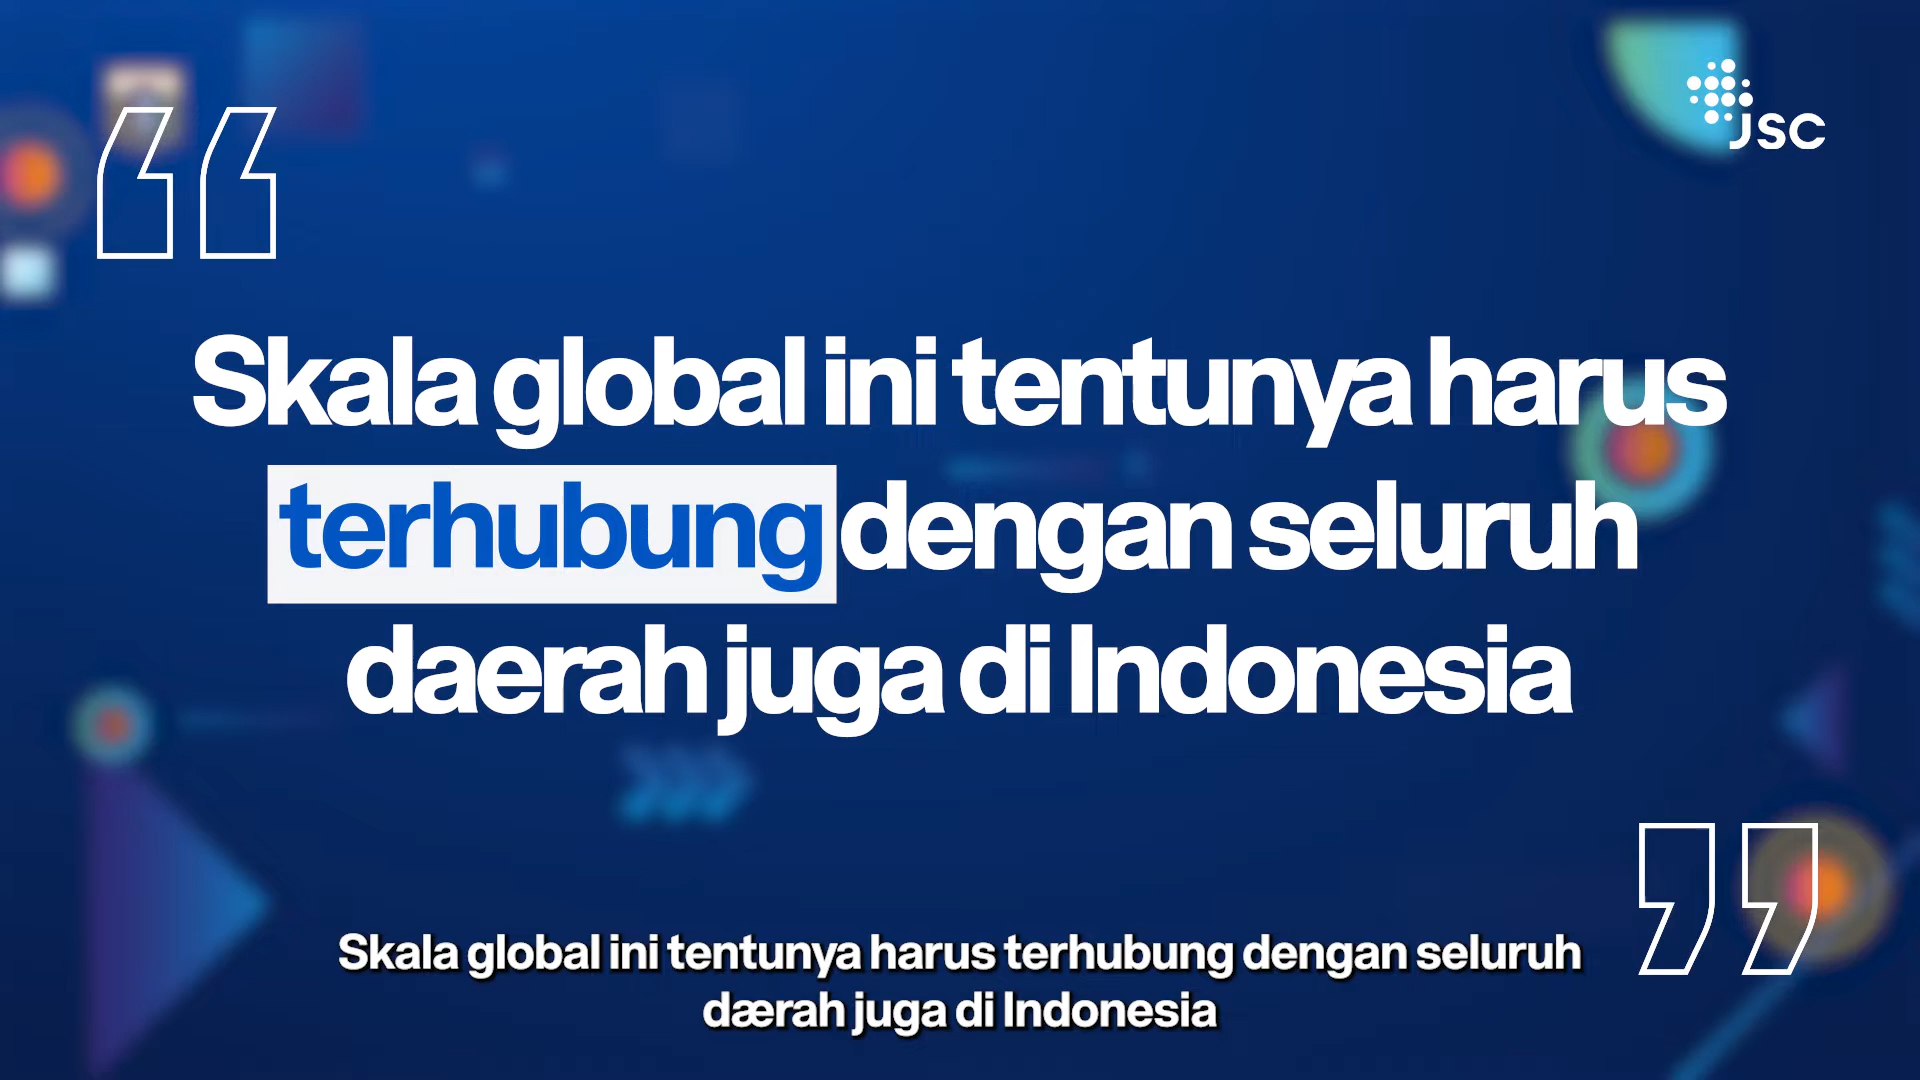 JSC
“
Skala global ini tentunya harus
terhubung dengan seluruh
daerah juga di Indonesia
”
Skala global ini tentunya harus terhubung dengan seluruh
dærah juga di Indonesia